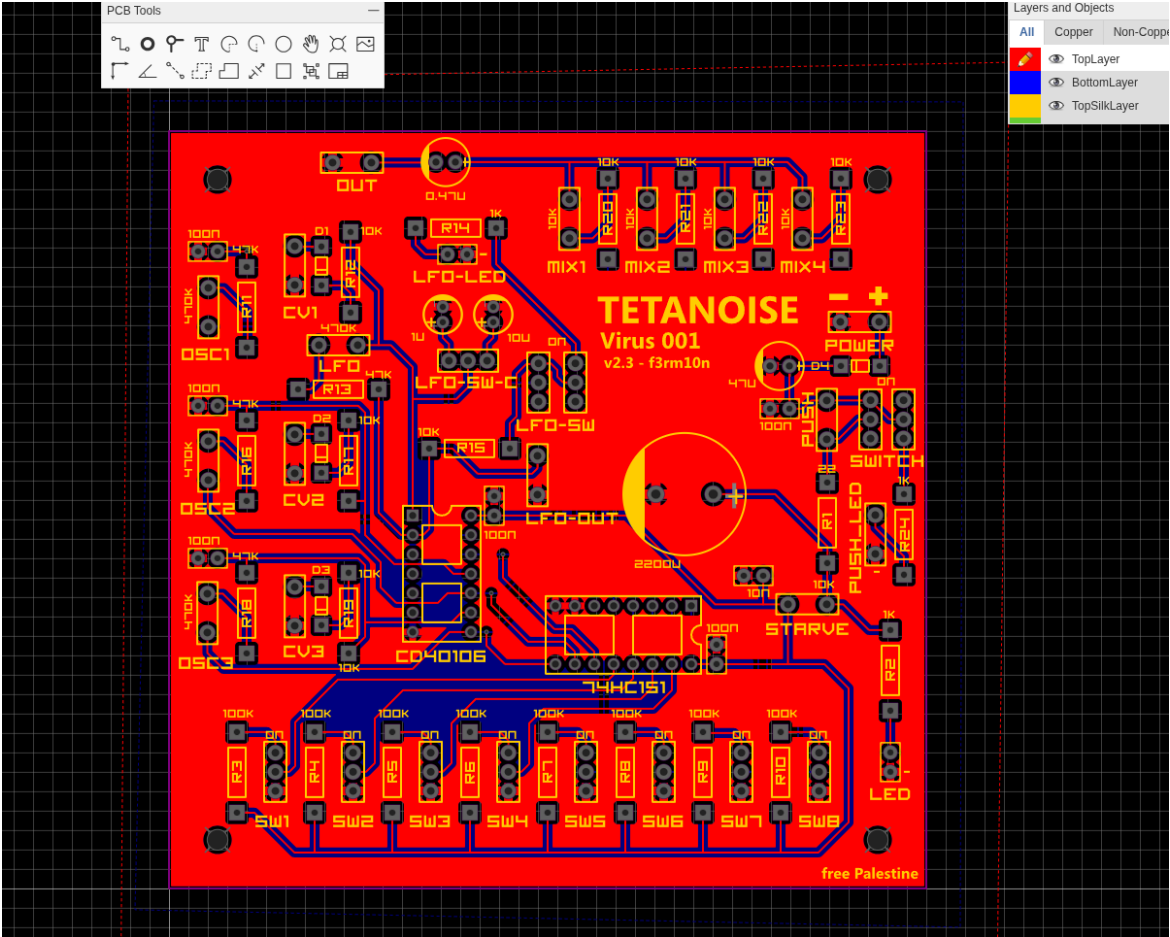 PCB Tools
Layers and Objects
All Copper Non-Coppe
TopLayer
BottomLayer
TopSilkLayer
OUT
0.47U
10K 10K 10K 10K
10K 10K 10K 10K
R20 R21 R22 R23
MIX1 MIX2 MIX3 MIX4
100N
47K
470K
R11
OSC1
D1
10K
R12
CV1
R14
1K
-
LFO-LED
1U
10U
470K
LFO
LFO-SW-C
ON
LFO-SW
TETANOISE
Virus 001
v2.3 - f3rm10n
- +
POWER
47U
D4
100N
PUSH
ON
SWITCH
R13
47K
100N
47K
470K
R16
OSC2
D2
10K
R17
CV2
10K
R15
LFO-OUT
100N
2200U
22
R1
10K
PUSH_LED
-
1K
R24
100N
47K
470K
R18
OSC3
D3
10K
R19
CV3
10K
CD40106
74HC151
100N
10N
STARVE
1K
R2
LED
-
100K 100K 100K 100K 100K 100K 100K 100K
ON ON ON ON ON ON ON ON
R3 R4 R5 R6 R7 R8 R9 R10
SW1 SW2 SW3 SW4 SW5 SW6 SW7 SW8
free Palestine